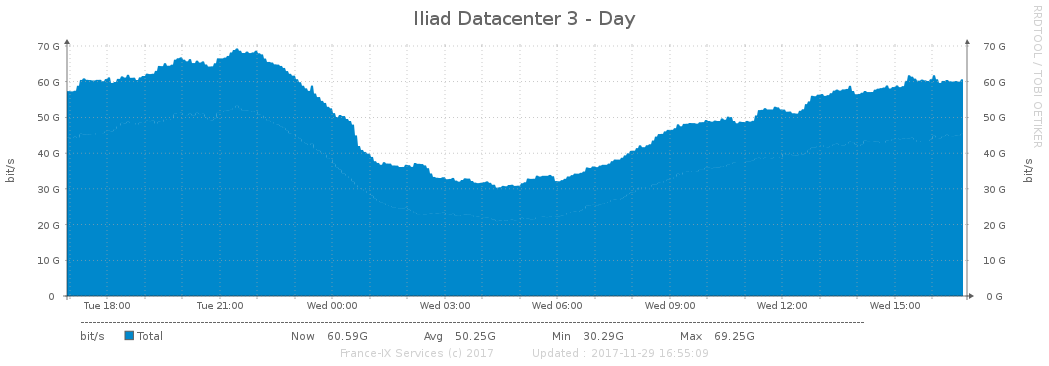 Iliad Datacenter 3 - Day
RRDTOOL / TOBI OETIKER
70 G 70 G
60 G 60 G
50 G 50 G
40 G 40 G
30 G 30 G
20 G 20 G
10 G 10 G
0 0 G
bit/s bit/s
Tue 18:00 Tue 21:00 Wed 00:00 Wed 03:00 Wed 06:00 Wed 09:00 Wed 12:00 Wed 15:00
bit/s Total Now 60.59G Avg 50.25G Min 30.29G Max 69.25G
France-IX Services (c) 2017 Updated : 2017-11-29 16:55:09